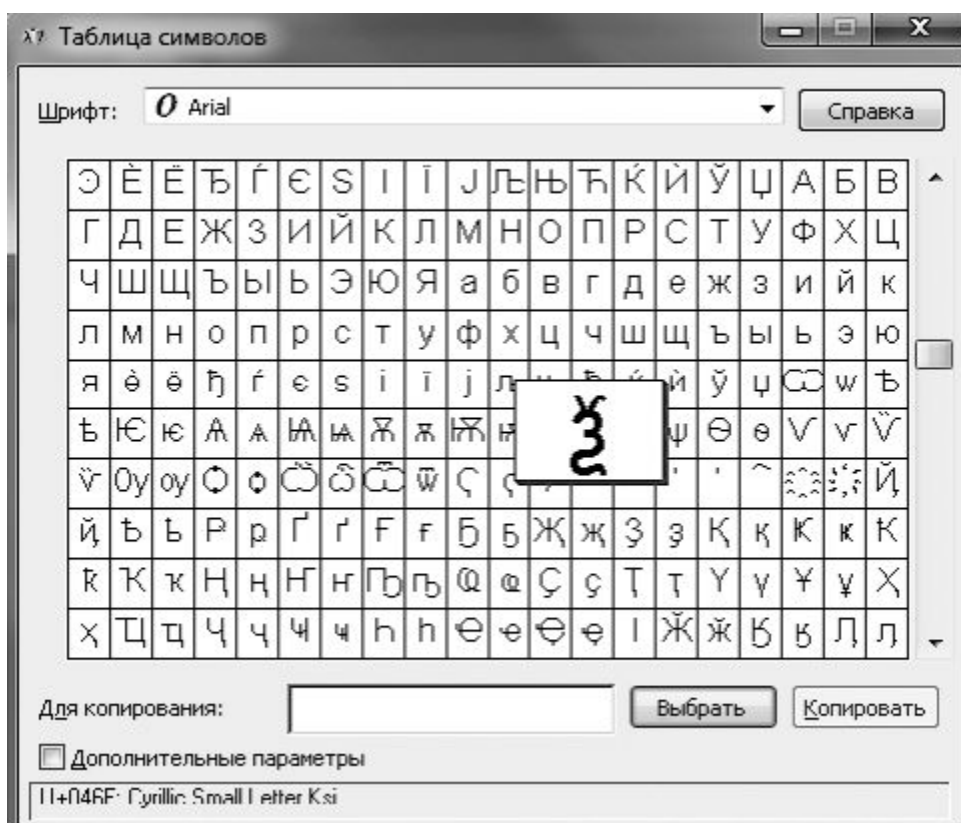 Таблица символов
Шрифт: O Arial Справка
Ͽ Ѐ Ё Ђ Ѓ Є Ѕ І Ї Ј Љ Њ Ћ Ќ Ѝ Ў Џ А Б В
Г Д Е Ж З И Й К Л М Н О П Р С Т У Ф Х Ц
Ч Ш Щ Ъ Ы Ь Э Ю Я а б в г д е ж з и й к
л м н о п р с т у ф х ц ч ш щ ъ ы ь э ю
я ѐ ё ђ ѓ є ѕ і ї ј љ ѝ ў џ Ѡ ѡ Ѣ
ѣ Ѥ ѥ Ѧ ѧ Ѩ ѩ Ѫ ѫ Ѭ ѭ ѯ ѱ Ѳ ѳ Ѵ ѵ Ѷ
ѷ Ѹ ѹ Ѻ ѻ Ѽ ѽ Ѿ ѿ Ҁ ҁ Ҋ
ҋ Ҍ ҍ Ҏ ҏ Ґ ґ Ғ ғ Ҕ ҕ Җ җ Ҙ ҙ Қ қ Ҝ ҝ Ҟ
ҟ Ҡ ҡ Ң ң Ҥ ҥ Ҧ ҧ Ҩ ҩ Ҫ ҫ Ҭ ҭ Ү ү Ұ ұ Ҳ
ҳ Ҵ ҵ Ҷ ҷ Ҹ ҹ Һ һ Ҽ ҽ Ҿ ҿ Ӏ Ӂ ӂ Ӄ ӄ Ӆ ӆ
Для копирования: Выбрать Копировать
Дополнительные параметры
U+046F: Cyrillic Small Letter Ksi